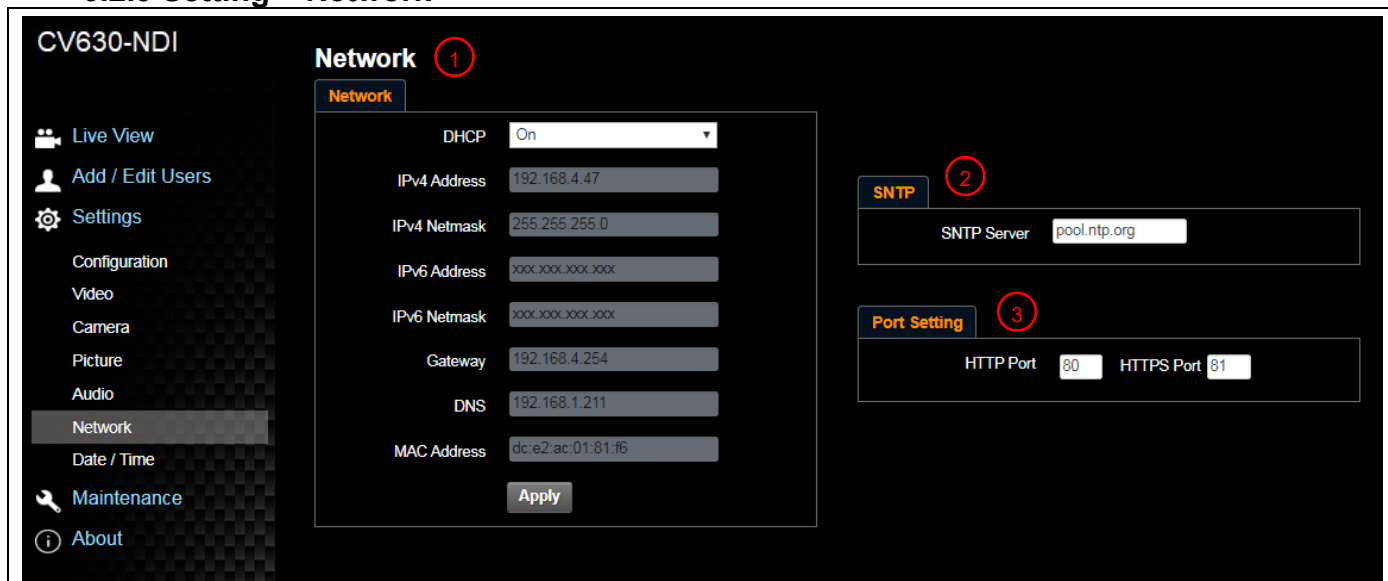 CV630-NDI
Live View
Add / Edit Users
Settings
Configuration
Video
Camera
Picture
Audio
Network
Date / Time
Maintenance
About
Network 1
Network
DHCP On
IPv4 Address 192.168.4.47
IPv4 Netmask 255.255.255.0
IPv6 Address xxx.xxx.xxx.xxx
IPv6 Netmask xxx.xxx.xxx.xxx
Gateway 192.168.4.254
DNS 192.168.1.211
MAC Address dc:e2:ac:01:81:f6
Apply
SNTP 2
SNTP Server pool.ntp.org
Port Setting 3
HTTP Port 80 HTTPS Port 81